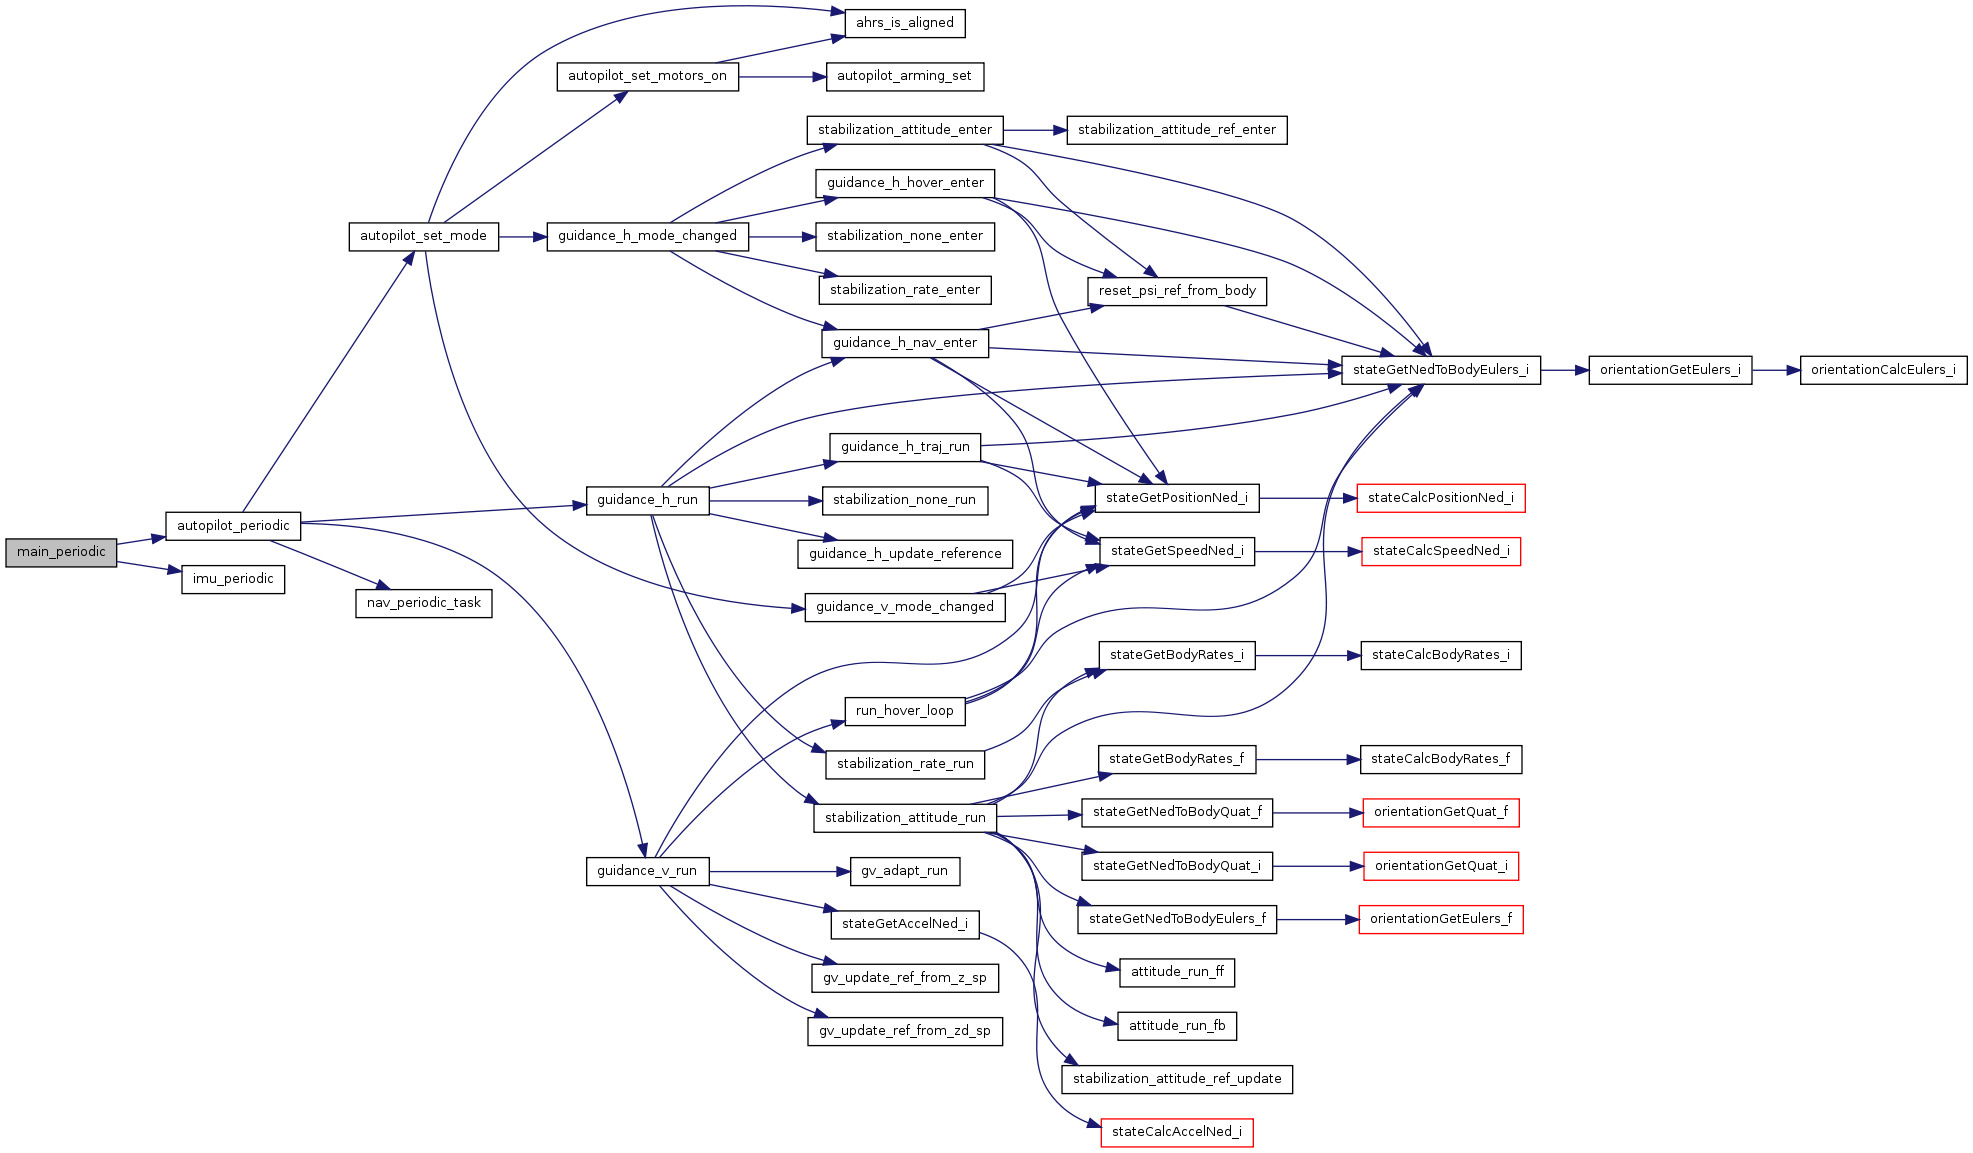 main_periodic
autopilot_periodic
imu_periodic
autopilot_set_mode
nav_periodic_task
autopilot_set_motors_on
guidance_h_mode_changed
guidance_h_run
guidance_v_run
ahrs_is_aligned
autopilot_arming_set
stabilization_attitude_enter
guidance_h_hover_enter
stabilization_none_enter
stabilization_rate_enter
guidance_h_nav_enter
guidance_h_traj_run
stabilization_none_run
guidance_h_update_reference
guidance_v_mode_changed
run_hover_loop
stabilization_rate_run
stabilization_attitude_run
gv_adapt_run
stateGetAccelNed_i
gv_update_ref_from_z_sp
gv_update_ref_from_zd_sp
stabilization_attitude_ref_enter
reset_psi_ref_from_body
stateGetPositionNed_i
stateGetSpeedNed_i
stateGetBodyRates_i
stateGetBodyRates_f
stateGetNedToBodyQuat_f
stateGetNedToBodyQuat_i
stateGetNedToBodyEulers_f
attitude_run_ff
attitude_run_fb
stabilization_attitude_ref_update
stateCalcAccelNed_i
stateGetNedToBodyEulers_i
stateCalcPositionNed_i
stateCalcSpeedNed_i
stateCalcBodyRates_i
stateCalcBodyRates_f
orientationGetQuat_f
orientationGetQuat_i
orientationGetEulers_f
orientationGetEulers_i
orientationCalcEulers_i